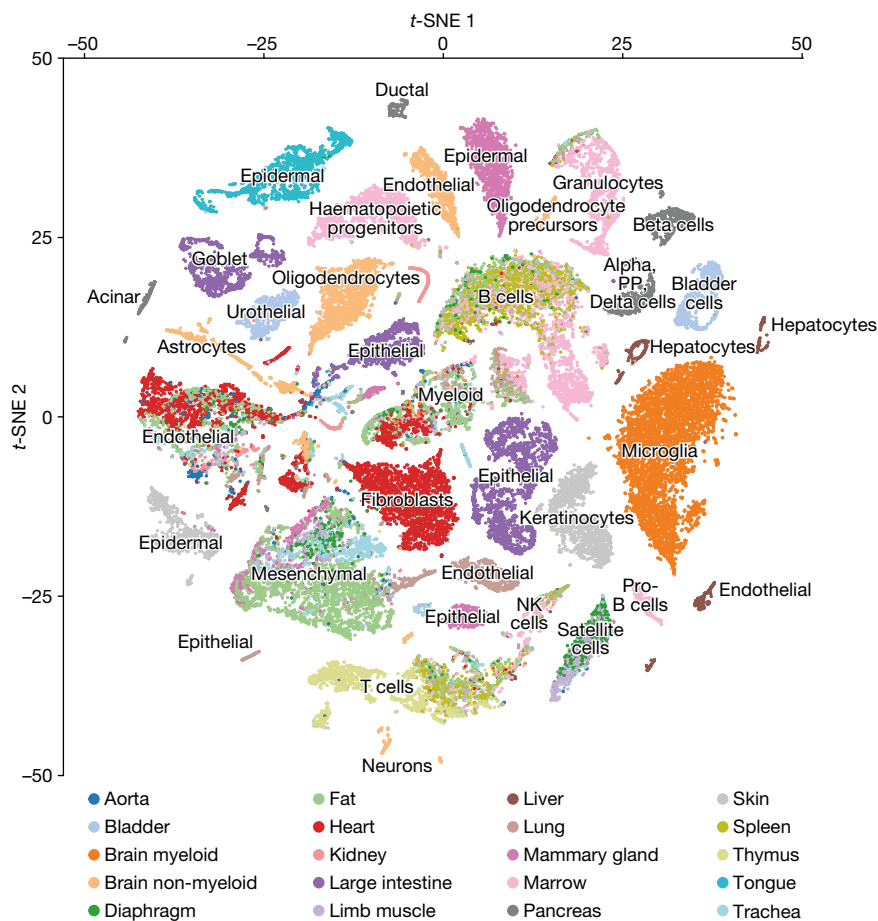 t-SNE 1
−50 −25 0 25 50
50
25
0
−25
−50
t-SNE 2
Ductal
Epidermal
Epidermal
Endothelial
Granulocytes
Haematopoietic
progenitors
Oligodendrocyte
precursors
Beta cells
Goblet
Oligodendrocytes
Alpha,
PP,
Delta cells
Bladder
cells
Acinar
Urothelial
B cells
Astrocytes
Epithelial
Hepatocytes
Hepatocytes
Myeloid
Endothelial
Microglia
Fibroblasts
Epithelial
Keratinocytes
Epidermal
Mesenchymal
Endothelial
Pro-
B cells
Endothelial
Epithelial
NK
cells
Satellite
cells
Epithelial
T cells
Neurons
Aorta
Bladder
Brain myeloid
Brain non-myeloid
Diaphragm
Fat
Heart
Kidney
Large intestine
Limb muscle
Liver
Lung
Mammary gland
Marrow
Pancreas
Skin
Spleen
Thymus
Tongue
Trachea